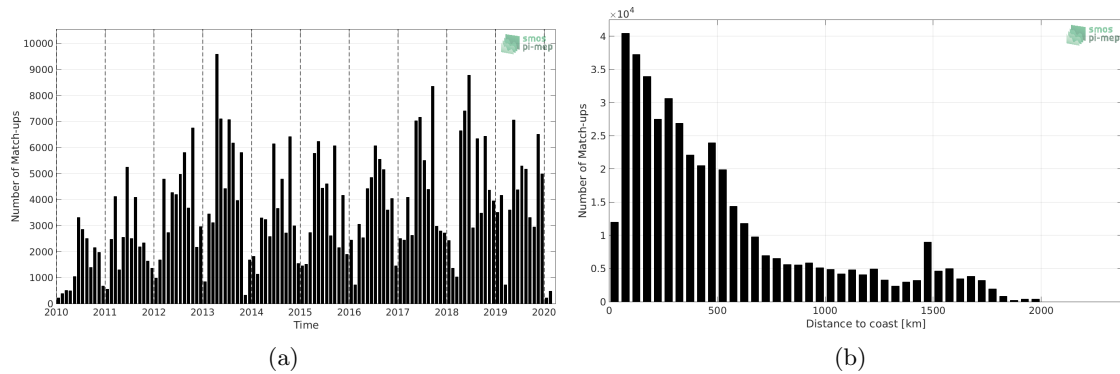 smos
pi-mep
10000
9000
8000
7000
6000
5000
4000
3000
2000
1000
0
Number of Match-ups
2010 2011 2012 2013 2014 2015 2016 2017 2018 2019 2020
Time
(a)
×10⁴
smos
pi-mep
4
3.5
3
2.5
2
1.5
1
0.5
0
Number of Match-ups
0 500 1000 1500 2000
Distance to coast [km]
(b)